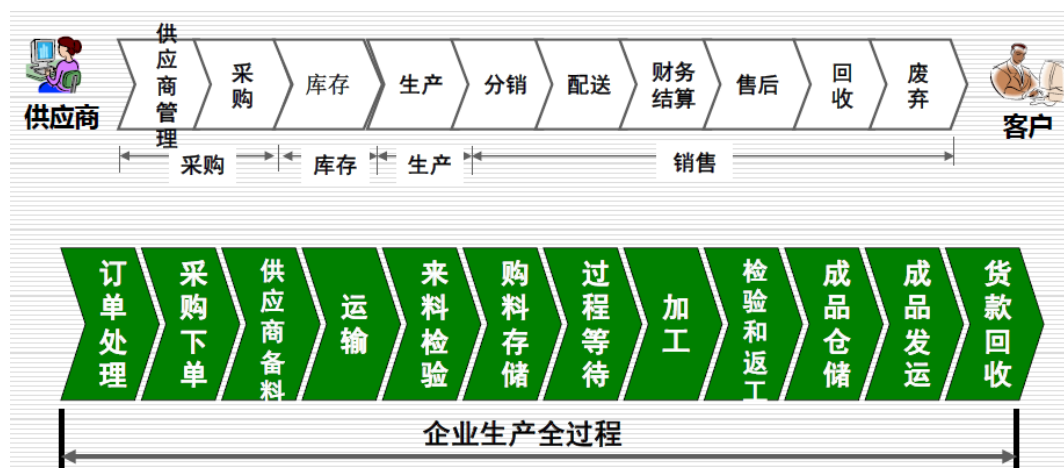 供应商
供应商管理
采购
库存
生产
分销
配送
财务结算
售后
回收
废弃
客户
采购
库存
生产
销售
订单处理
采购下单
供应商备料
运输
来料检验
购料存储
过程等待
加工
检验和返工
成品仓储
成品发运
货款回收
企业生产全过程